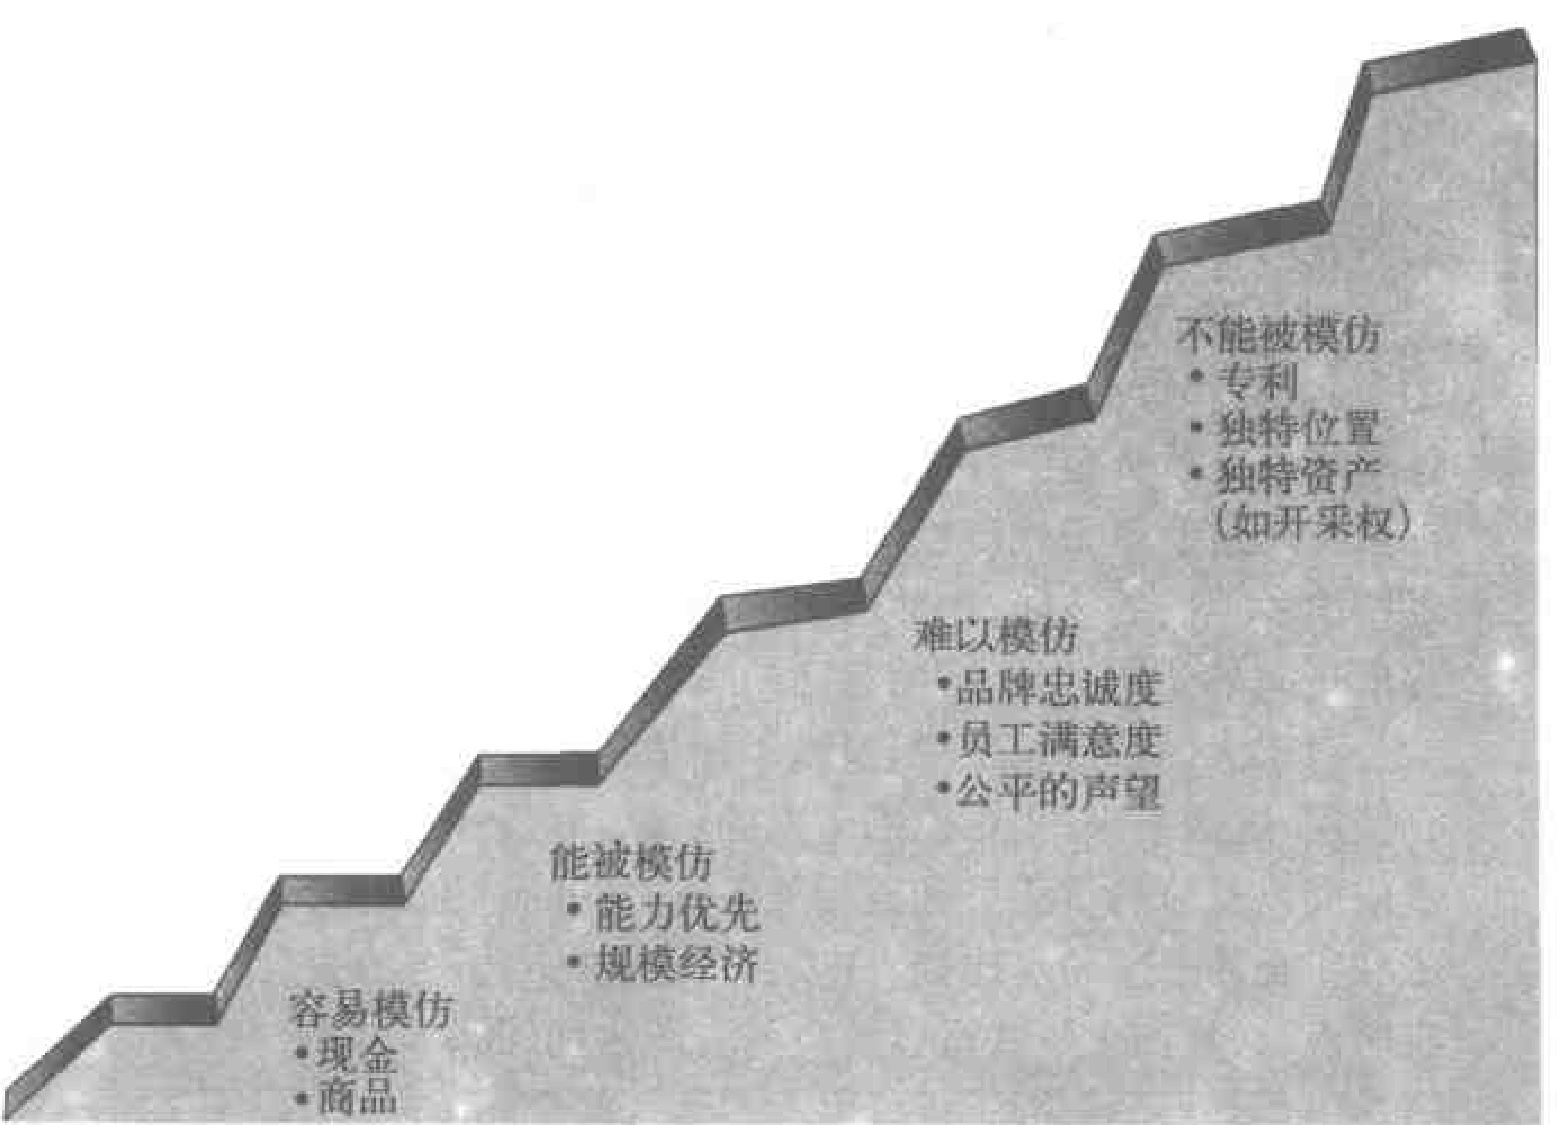 不能被模仿
• 专利
• 独特位置
• 独特资产
(如开采权)
难以模仿
•品牌忠诚度
•员工满意度
•公平的声望
能被模仿
• 能力优先
• 规模经济
容易模仿
•现金
•商品